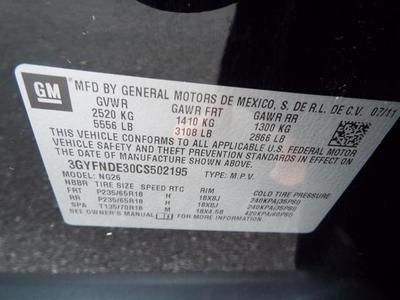 GM
MFD BY GENERAL MOTORS DE MEXICO, S. DE R.L. DE C.V. 07/11
GVWR GAWR FRT GAWR RR
2520 KG 1410 KG 1300 KG
5556 LB 3108 LB 2866 LB
THIS VEHICLE CONFORMS TO ALL APPLICABLE U.S. FEDERAL MOTOR
VEHICLE SAFETY, BUMPER, AND THEFT PREVENTION STANDARDS IN EFFECT ON
THE DATE OF MANUFACTURE SHOWN ABOVE.
3GYFNDE30CS502195 TYPE: M.P.V.
MODEL: NG26
NBBR TIRE SIZE SPEED RTC RIM COLD TIRE PRESSURE
FRT P235/65R18 H 18X8J 240KPA(35PSI)
RR P235/65R18 H 18X8J 240KPA(35PSI)
SPA T135/70R18 M 18X4.5B 420KPA(60PSI)
SEE OWNER'S MANUAL FOR MORE INFORMATION.